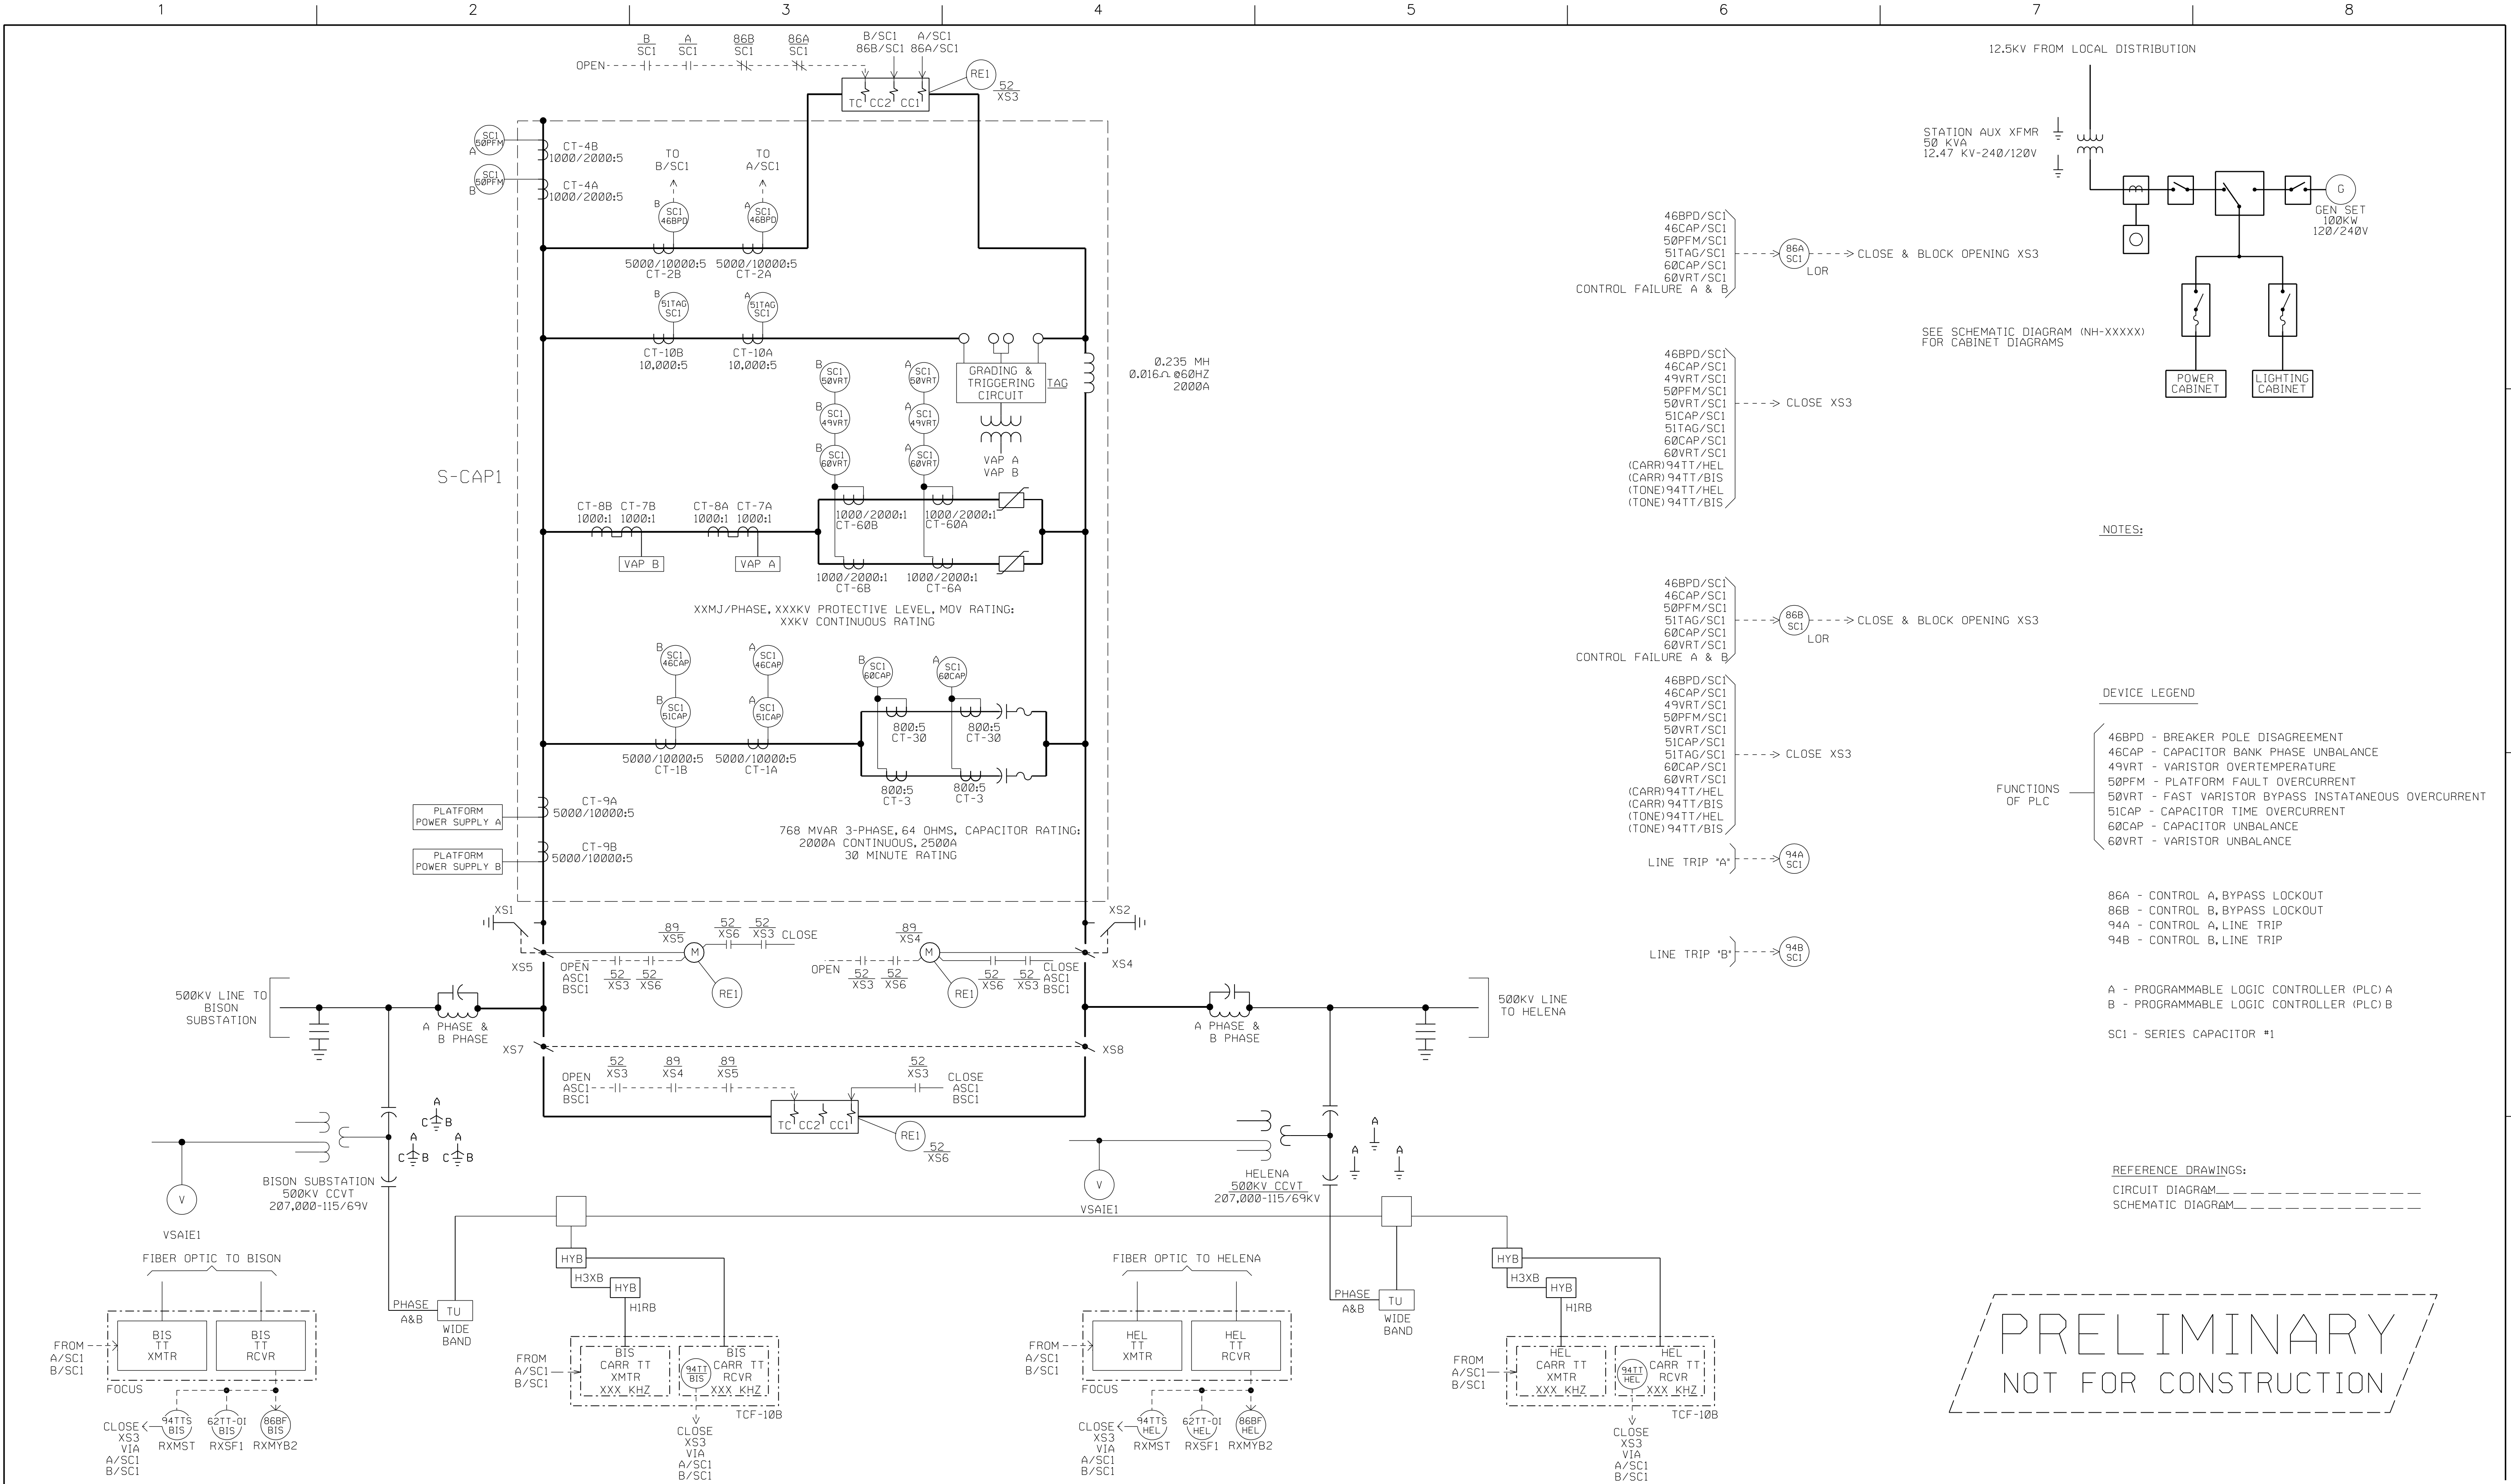 1 2 3 4 5 6 7 8
B
SC1
A
SC1
86B
SC1
86A
SC1
B/SC1 A/SC1
86B/SC1 86A/SC1
OPEN
TC CC2 CC1
RE1
52
XS3
SC1
50PFM
A
CT-4B
1000/2000:5
SC1
50PFM
B
CT-4A
1000/2000:5
TO
B/SC1
TO
A/SC1
B
SC1
46BPD
A
SC1
46BPD
5000/10000:5
CT-2B
5000/10000:5
CT-2A
B
51TAG
SC1
A
51TAG
SC1
CT-10B
10,000:5
CT-10A
10,000:5
GRADING &
TRIGGERING
CIRCUIT
TAG
VAP A
VAP B
0.235 MH
0.016Ω @60HZ
2000A
B
SC1
50VRT
A
SC1
50VRT
B
SC1
49VRT
A
SC1
49VRT
B
SC1
60VRT
A
SC1
60VRT
S-CAP1
CT-8B CT-7B
1000:1 1000:1
CT-8A CT-7A
1000:1 1000:1
VAP B
VAP A
1000/2000:1
CT-60B
1000/2000:1
CT-60A
1000/2000:1
CT-6B
1000/2000:1
CT-6A
XXMJ/PHASE, XXXKV PROTECTIVE LEVEL, MOV RATING:
XXKV CONTINUOUS RATING
B
SC1
46CAP
A
SC1
46CAP
B
SC1
51CAP
A
SC1
51CAP
B
SC1
60CAP
A
SC1
60CAP
800:5
CT-30
800:5
CT-30
5000/10000:5
CT-1B
5000/10000:5
CT-1A
800:5
CT-3
800:5
CT-3
PLATFORM
POWER SUPPLY A
CT-9A
5000/10000:5
PLATFORM
POWER SUPPLY B
CT-9B
5000/10000:5
768 MVAR 3-PHASE, 64 OHMS, CAPACITOR RATING:
2000A CONTINUOUS, 2500A
30 MINUTE RATING
XS1
XS2
89
XS5
52
XS6
52
XS3
CLOSE
M
89
XS4
M
XS5
XS4
OPEN
ASC1
BSC1
52
XS3
52
XS6
RE1
OPEN
52
XS3
52
XS6
RE1
52
XS6
52
XS3
CLOSE
ASC1
BSC1
500KV LINE TO
BISON
SUBSTATION
A PHASE &
B PHASE
A PHASE &
B PHASE
500KV LINE
TO HELENA
XS7
XS8
OPEN
ASC1
BSC1
52
XS3
89
XS4
89
XS5
52
XS3
CLOSE
ASC1
BSC1
TC CC2 CC1
RE1
52
XS6
A
C B
A
C B
A
C B
V
VSAIE1
BISON SUBSTATION
500KV CCVT
207,000-115/69V
A
A
A
V
VSAIE1
HELENA
500KV CCVT
207,000-115/69KV
FIBER OPTIC TO BISON
FROM
A/SC1
B/SC1
BIS
TT
XMTR
BIS
TT
RCVR
FOCUS
CLOSE
XS3
VIA
A/SC1
B/SC1
94TTS
BIS
RXMST
62TT-OI
BIS
RXSF1
86BF
BIS
RXMYB2
PHASE
A&B
TU
WIDE
BAND
HYB
H3XB
HYB
H1RB
FROM
A/SC1
B/SC1
BIS
CARR TT
XMTR
XXX KHZ
94TT
BIS
BIS
CARR TT
RCVR
XXX KHZ
TCF-10B
CLOSE
XS3
VIA
A/SC1
B/SC1
FIBER OPTIC TO HELENA
FROM
A/SC1
B/SC1
HEL
TT
XMTR
HEL
TT
RCVR
FOCUS
CLOSE
XS3
VIA
A/SC1
B/SC1
94TTS
HEL
RXMST
62TT-OI
HEL
RXSF1
86BF
HEL
RXMYB2
PHASE
A&B
TU
WIDE
BAND
HYB
H3XB
HYB
H1RB
FROM
A/SC1
B/SC1
HEL
CARR TT
XMTR
XXX KHZ
94TT
HEL
HEL
CARR TT
RCVR
XXX KHZ
TCF-10B
CLOSE
XS3
VIA
A/SC1
B/SC1
46BPD/SC1
46CAP/SC1
50PFM/SC1
51TAG/SC1
60CAP/SC1
60VRT/SC1
CONTROL FAILURE A & B
86A
SC1
LOR
CLOSE & BLOCK OPENING XS3
46BPD/SC1
46CAP/SC1
49VRT/SC1
50PFM/SC1
50VRT/SC1
51CAP/SC1
51TAG/SC1
60CAP/SC1
60VRT/SC1
(CARR)94TT/HEL
(CARR)94TT/BIS
(TONE)94TT/HEL
(TONE)94TT/BIS
CLOSE XS3
46BPD/SC1
46CAP/SC1
50PFM/SC1
51TAG/SC1
60CAP/SC1
60VRT/SC1
CONTROL FAILURE A & B
86B
SC1
LOR
CLOSE & BLOCK OPENING XS3
46BPD/SC1
46CAP/SC1
49VRT/SC1
50PFM/SC1
50VRT/SC1
51CAP/SC1
51TAG/SC1
60CAP/SC1
60VRT/SC1
(CARR)94TT/HEL
(CARR)94TT/BIS
(TONE)94TT/HEL
(TONE)94TT/BIS
CLOSE XS3
LINE TRIP "A"
94A
SC1
LINE TRIP "B"
94B
SC1
12.5KV FROM LOCAL DISTRIBUTION
STATION AUX XFMR
50 KVA
12.47 KV-240/120V
G
GEN SET
100KW
120/240V
SEE SCHEMATIC DIAGRAM (NH-XXXXX)
FOR CABINET DIAGRAMS
POWER
CABINET
LIGHTING
CABINET
NOTES:
DEVICE LEGEND
FUNCTIONS
OF PLC
46BPD - BREAKER POLE DISAGREEMENT
46CAP - CAPACITOR BANK PHASE UNBALANCE
49VRT - VARISTOR OVERTEMPERATURE
50PFM - PLATFORM FAULT OVERCURRENT
50VRT - FAST VARISTOR BYPASS INSTATANEOUS OVERCURRENT
51CAP - CAPACITOR TIME OVERCURRENT
60CAP - CAPACITOR UNBALANCE
60VRT - VARISTOR UNBALANCE
86A - CONTROL A, BYPASS LOCKOUT
86B - CONTROL B, BYPASS LOCKOUT
94A - CONTROL A, LINE TRIP
94B - CONTROL B, LINE TRIP
A - PROGRAMMABLE LOGIC CONTROLLER (PLC) A
B - PROGRAMMABLE LOGIC CONTROLLER (PLC) B
SC1 - SERIES CAPACITOR #1
REFERENCE DRAWINGS:
CIRCUIT DIAGRAM
SCHEMATIC DIAGRAM
PRELIMINARY
NOT FOR CONSTRUCTION